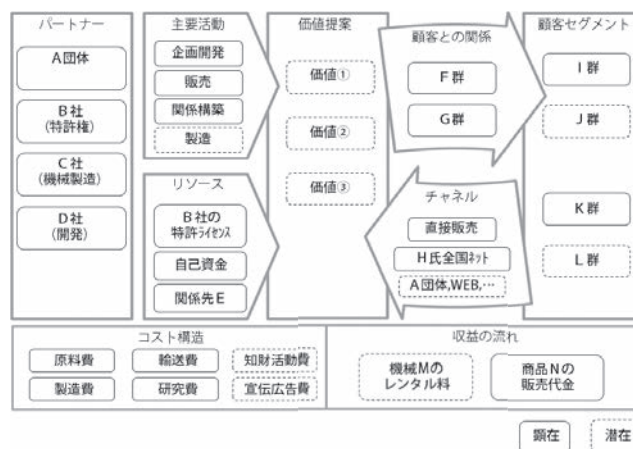 パートナー
A団体
B社
(特許権)
C社
(機械製造)
D社
(開発)
主要活動
企画開発
販売
関係構築
製造
リソース
B社の
特許ライセンス
自己資金
関係先E
価値提案
価値①
価値②
価値③
顧客との関係
F群
G群
チャネル
直接販売
H氏全国ネット
A団体,WEB,…
顧客セグメント
I群
J群
K群
L群
コスト構造
原料費
輸送費
知財活動費
製造費
研究費
宣伝広告費
収益の流れ
機械Mの
レンタル料
商品Nの
販売代金
顕在
潜在